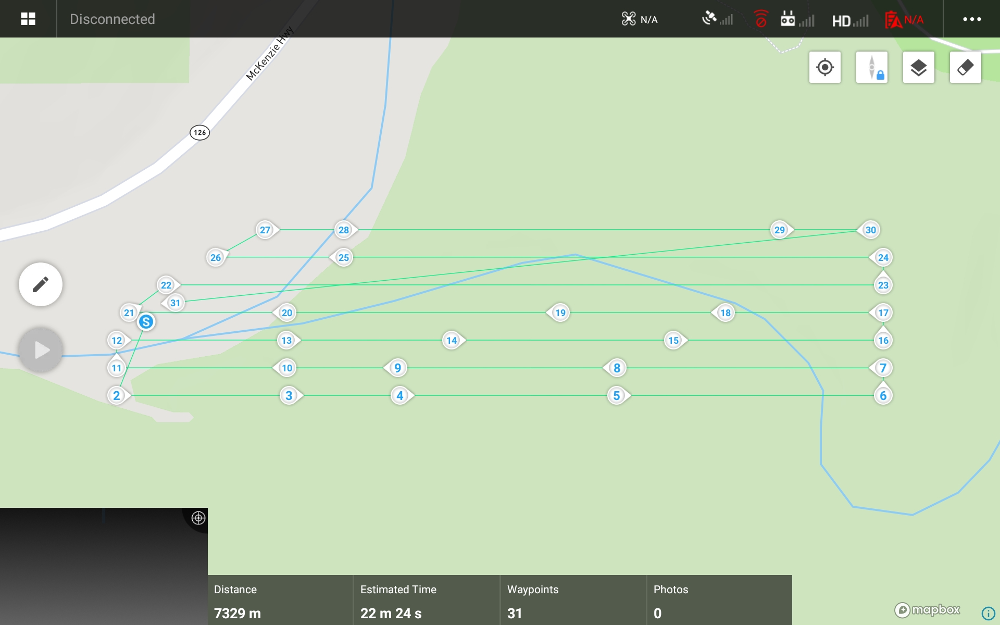 Disconnected
N/A
HD
N/A
McKenzie Hwy
126
27
28
29
30
26
25
24
22
23
31
21
20
19
18
17
S
12
13
14
15
16
11
10
9
8
7
2
3
4
5
6
Distance
Estimated Time
Waypoints
Photos
7329 m
22 m 24 s
31
0
mapbox